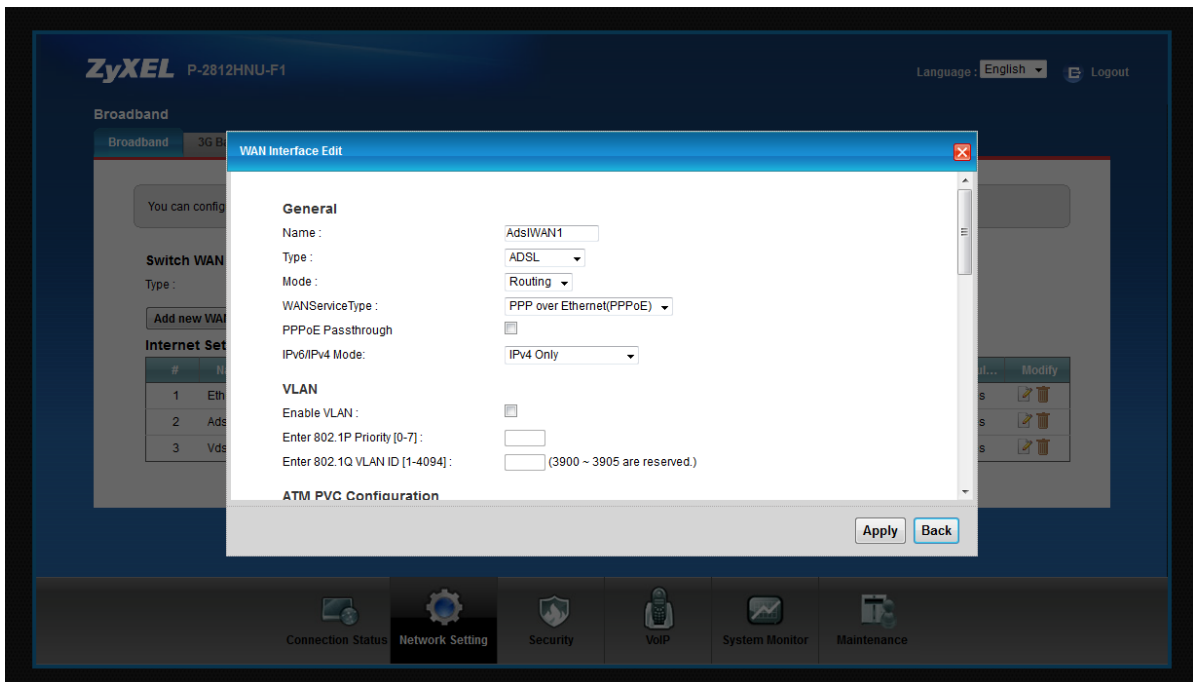 ZyXEL P-2812HNU-F1
Language : English
Logout
Broadband
Broadband
3G
WAN Interface Edit
You can config
Switch WAN
Type :
Add new WAN
Internet Set
#
1 Eth
2 Ads
3 Vds
Modify
General
Name : AdslWAN1
Type : ADSL
Mode : Routing
WANServiceType : PPP over Ethernet(PPPoE)
PPPoE Passthrough
IPv6/IPv4 Mode: IPv4 Only
VLAN
Enable VLAN :
Enter 802.1P Priority [0-7] :
Enter 802.1Q VLAN ID [1-4094] : (3900 ~ 3905 are reserved.)
ATM PVC Configuration
Apply Back
Connection Status
Network Setting
Security
VoIP
System Monitor
Maintenance